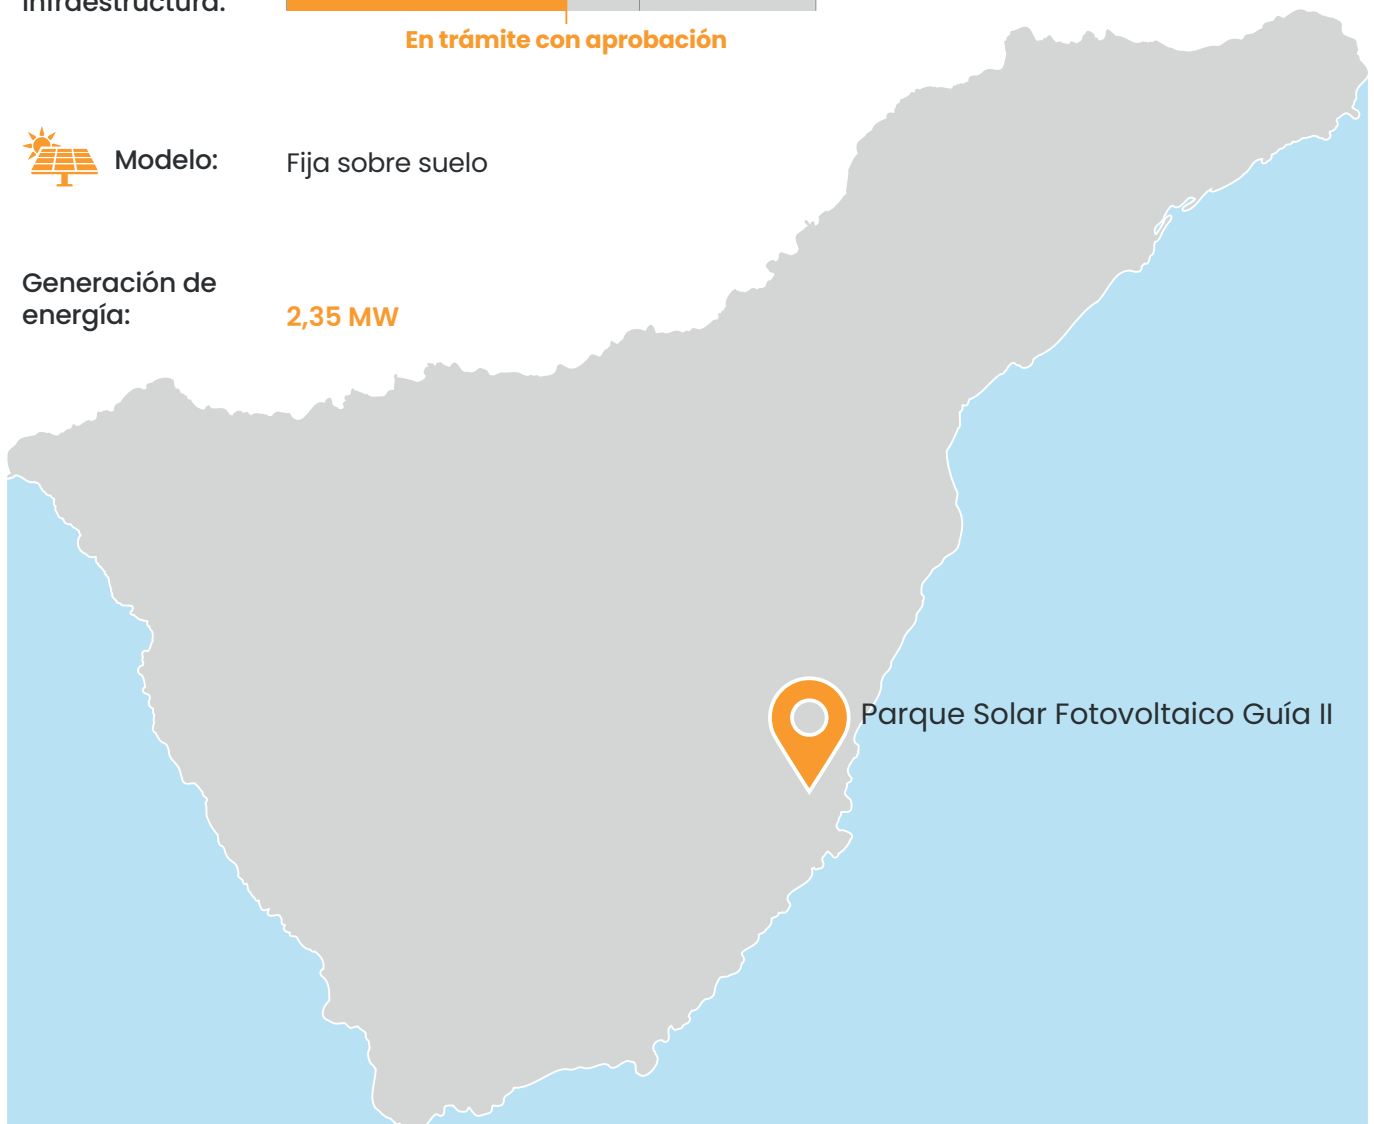 infraestructura:
En trámite con aprobación
Modelo:
Fija sobre suelo
Generación de
energía:
2,35 MW
Parque Solar Fotovoltaico Guía II